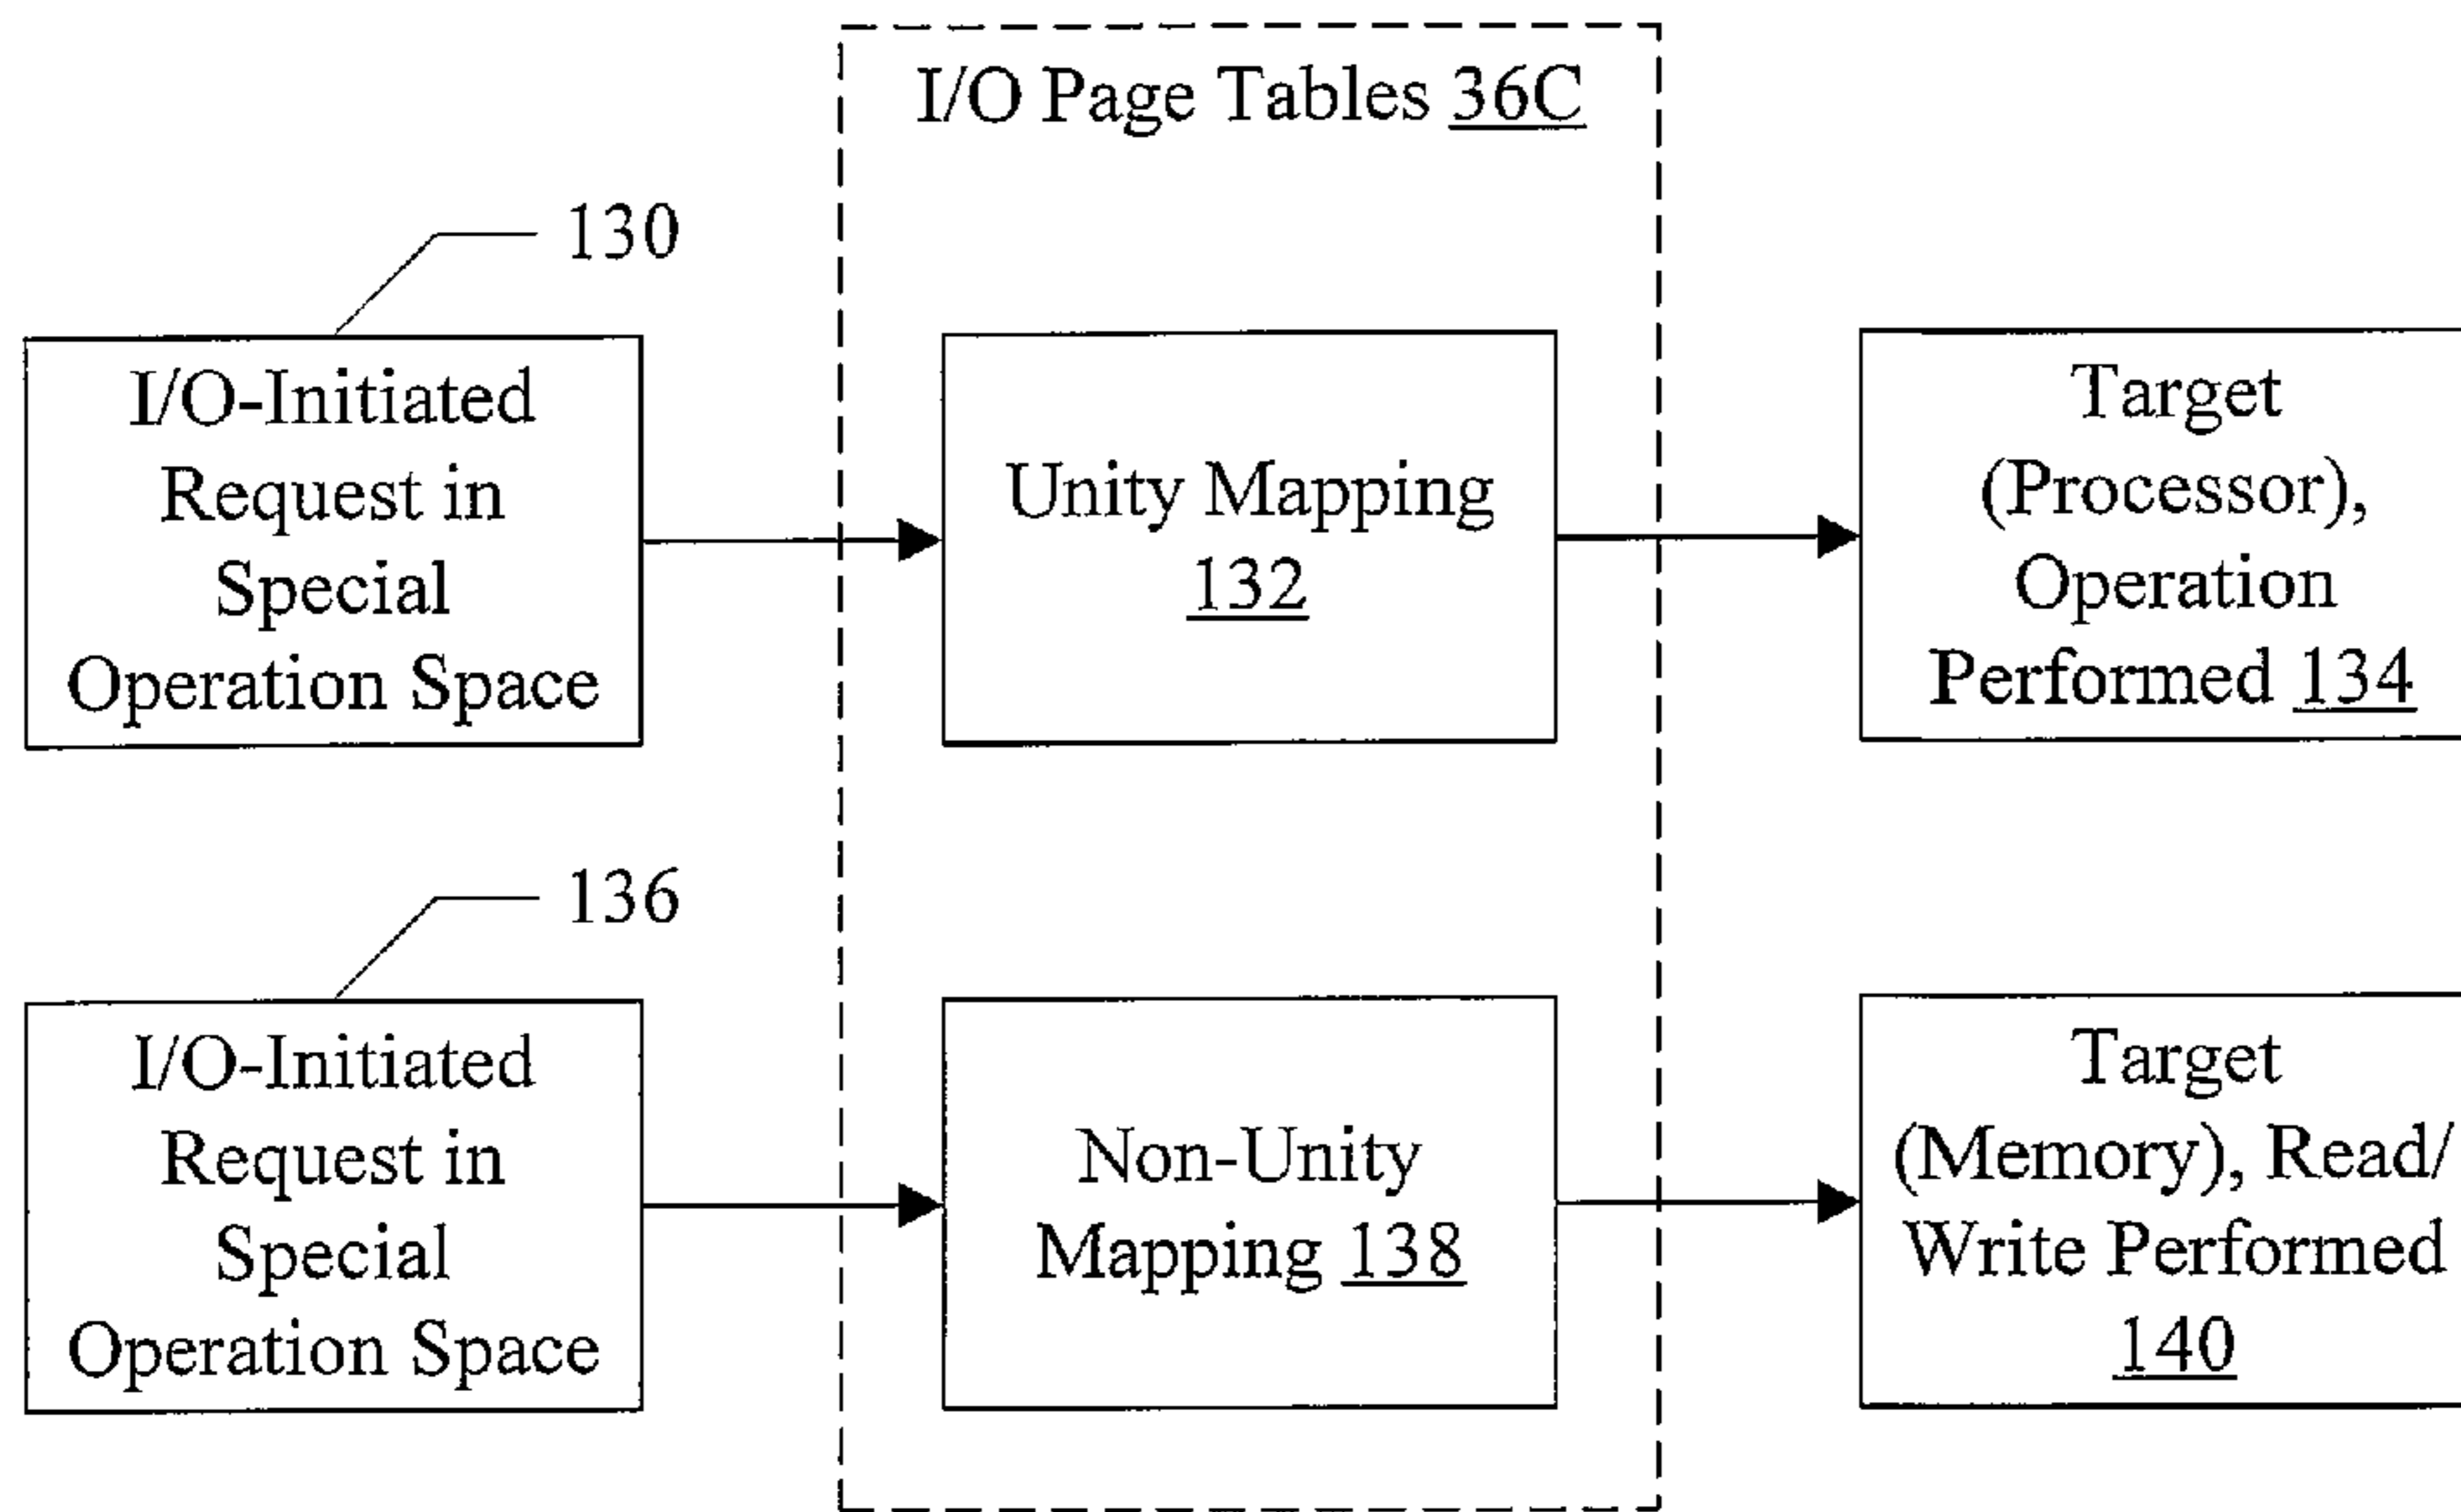 I/O Page Tables 36C
130
I/O-Initiated
Request in
Special
Operation Space
Unity Mapping
132
Target
(Processor),
Operation
Performed 134
136
I/O-Initiated
Request in
Special
Operation Space
Non-Unity
Mapping 138
Target
(Memory), Read/
Write Performed
140